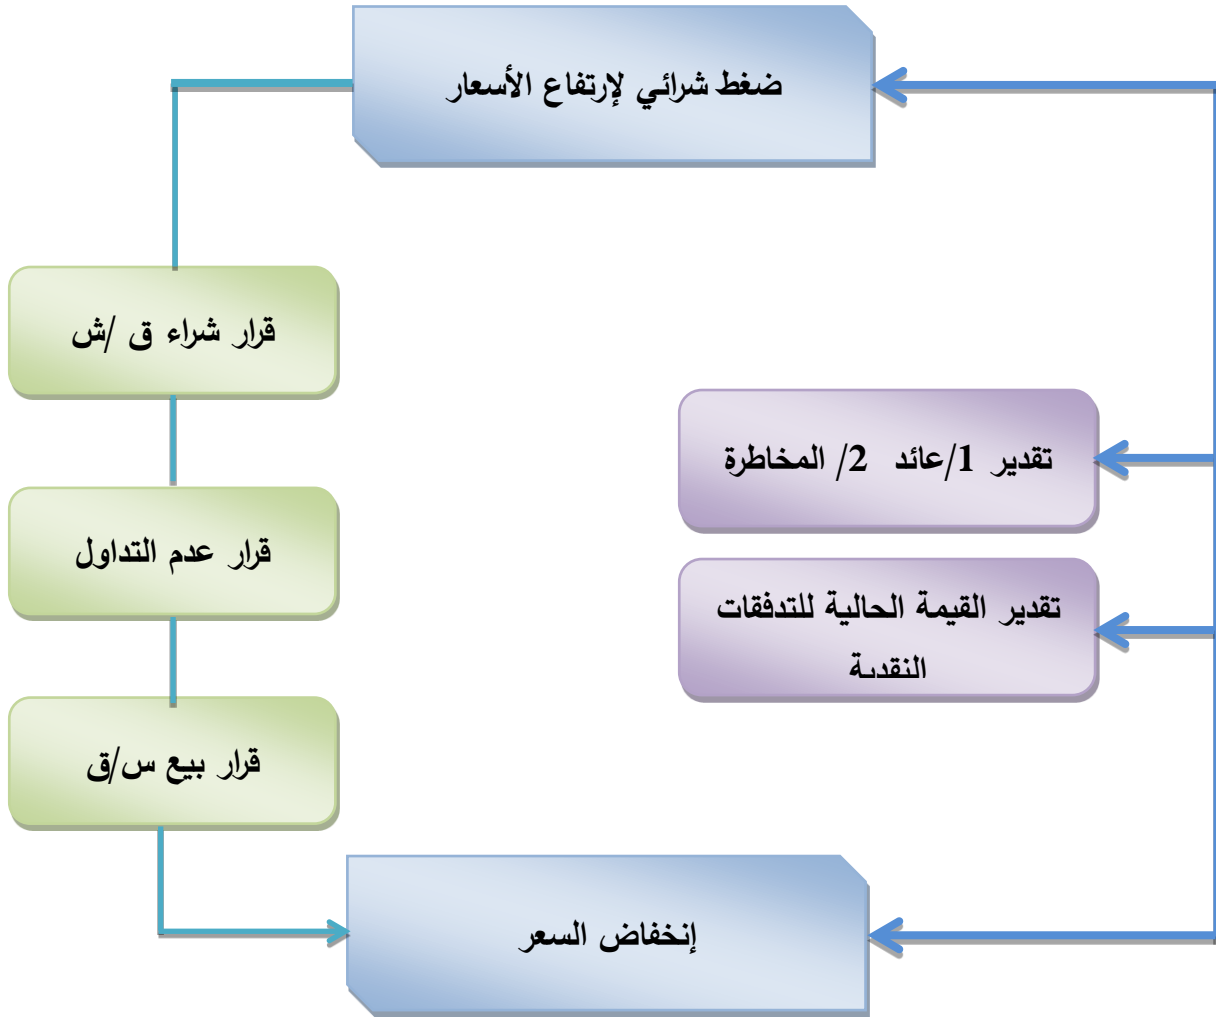 ضغط شرائي لإرتفاع الأسعار
قرار شراء ق /ش
تقدير 1/عائد 2/ المخاطرة
قرار عدم التداول
تقدير القيمة الحالية للتدفقات
النقدية
قرار بيع س/ق
إنخفاض السعر